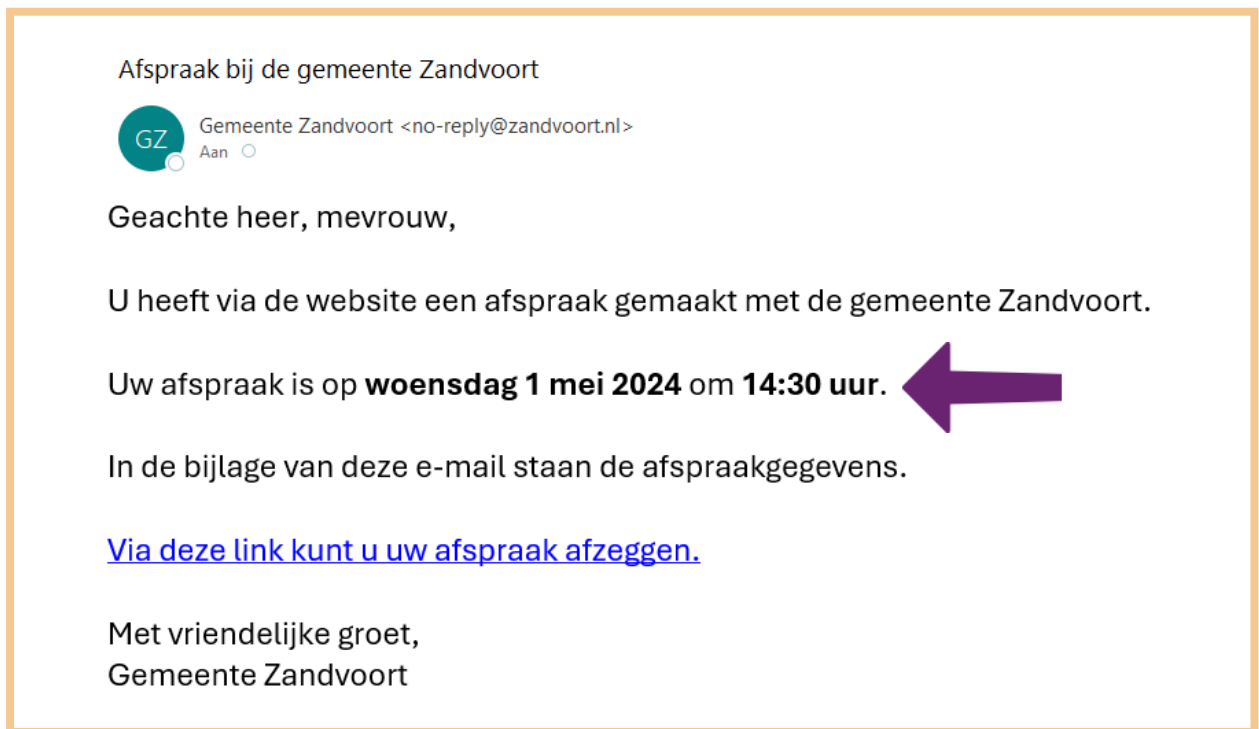 Afspraak bij de gemeente Zandvoort
GZ
Gemeente Zandvoort <no-reply@zandvoort.nl>
Aan
Geachte heer, mevrouw,
U heeft via de website een afspraak gemaakt met de gemeente Zandvoort.
Uw afspraak is op woensdag 1 mei 2024 om 14:30 uur.
In de bijlage van deze e-mail staan de afspraakgegevens.
Via deze link kunt u uw afspraak afzeggen.
Met vriendelijke groet,
Gemeente Zandvoort